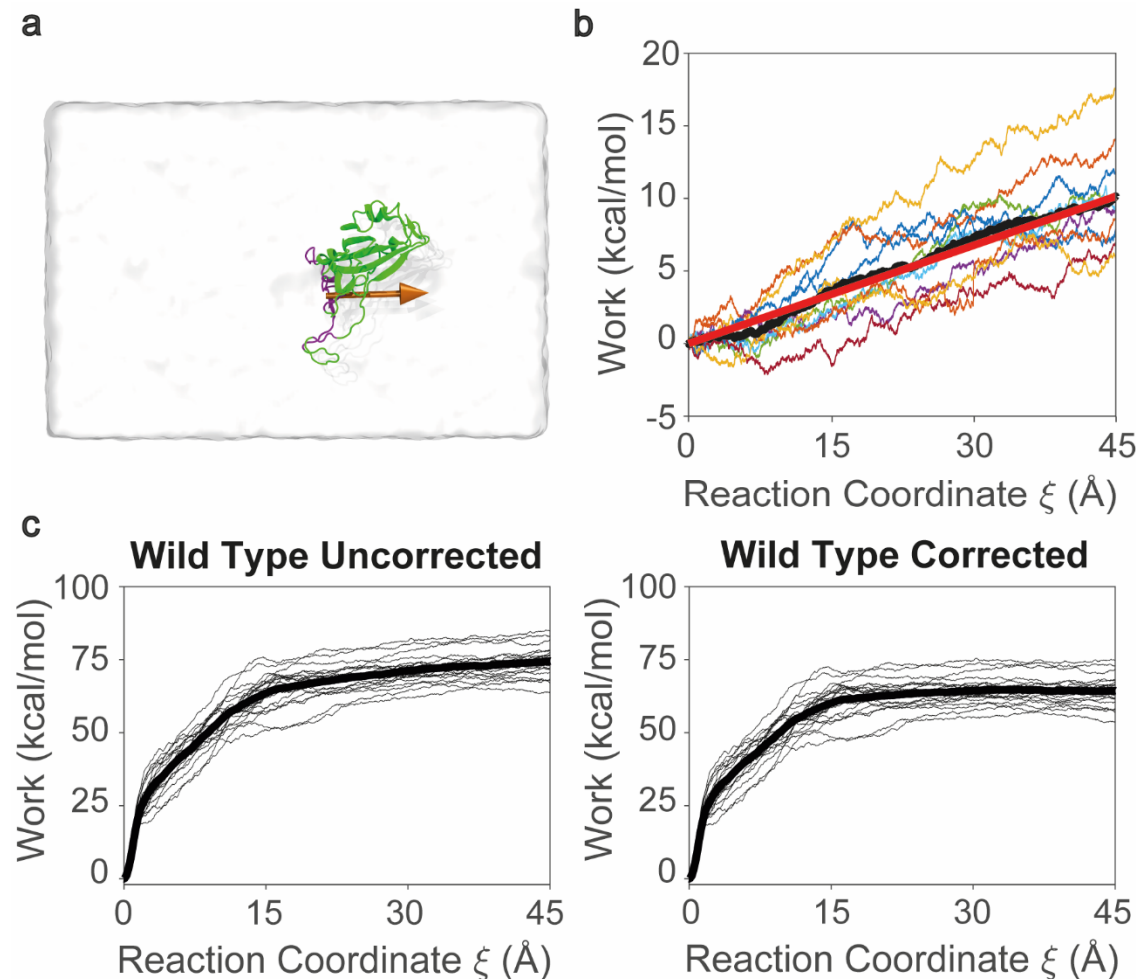 a
b
20
15
10
5
0
-5
Work (kcal/mol)
0 15 30 45
Reaction Coordinate ξ (Å)
c
Wild Type Uncorrected
100
75
50
25
0
Work (kcal/mol)
0 15 30 45
Reaction Coordinate ξ (Å)
Wild Type Corrected
100
75
50
25
0
Work (kcal/mol)
0 15 30 45
Reaction Coordinate ξ (Å)